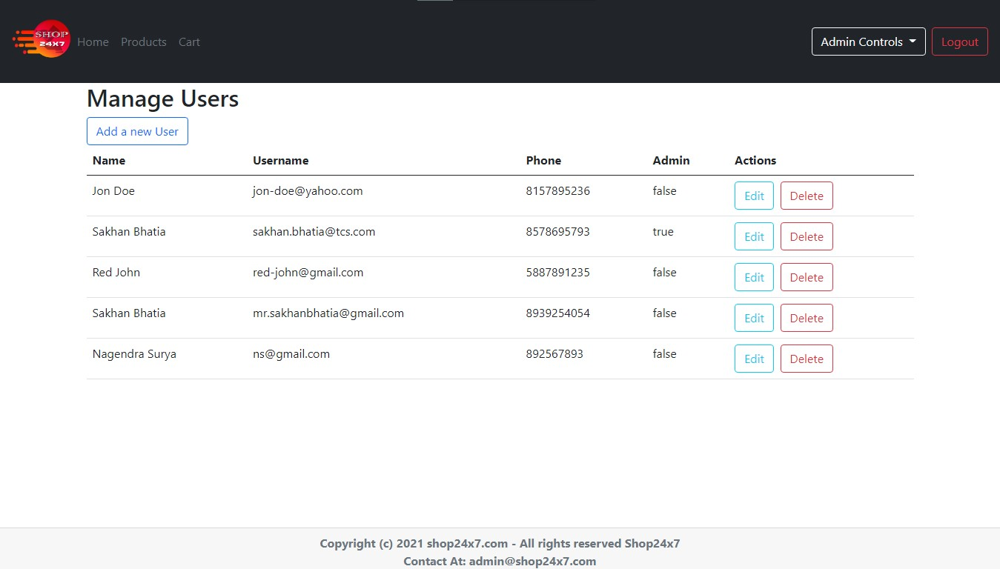 SHOP
24X7
Home Products Cart Admin Controls Logout
Manage Users
Add a new User
Name Username Phone Admin Actions
Jon Doe jon-doe@yahoo.com 8157895236 false Edit Delete
Sakhan Bhatia sakhan.bhatia@tcs.com 8578695793 true Edit Delete
Red John red-john@gmail.com 5887891235 false Edit Delete
Sakhan Bhatia mr.sakhanbhatia@gmail.com 8939254054 false Edit Delete
Nagendra Surya ns@gmail.com 892567893 false Edit Delete
Copyright (c) 2021 shop24x7.com - All rights reserved Shop24x7
Contact At: admin@shop24x7.com